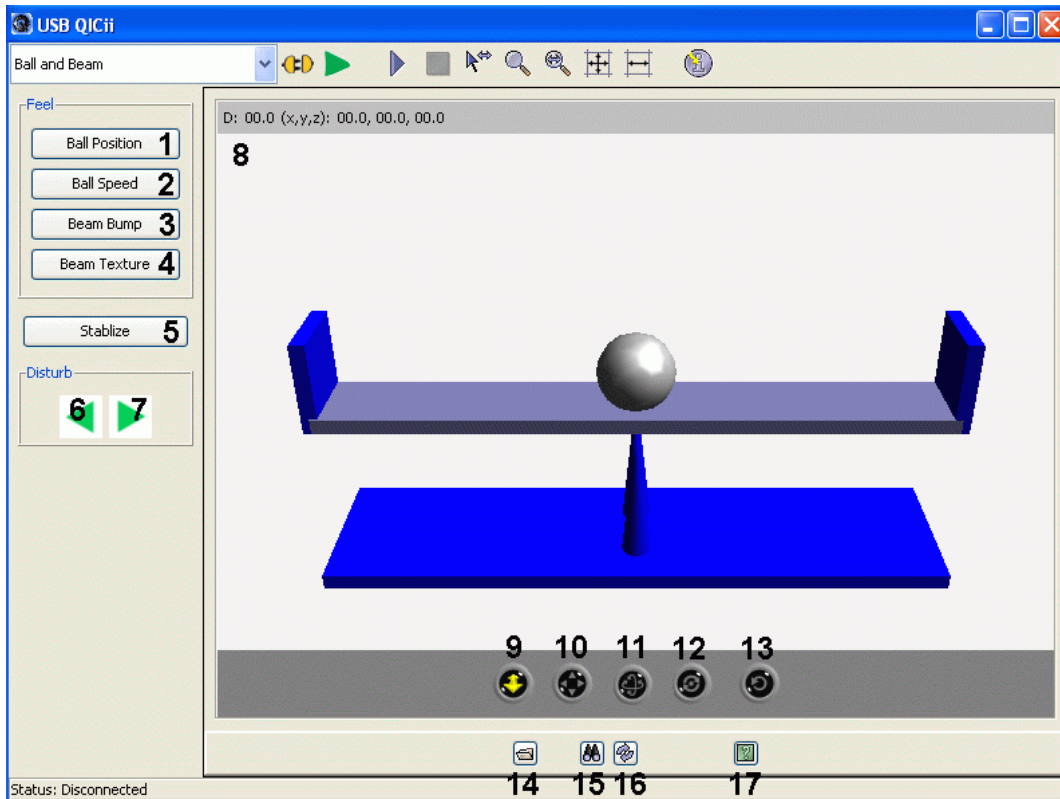 USB QICii
Ball and Beam
Feel
Ball Position 1
Ball Speed 2
Beam Bump 3
Beam Texture 4
Stablize 5
Disturb
6 7
D: 00.0 (x,y,z): 00.0, 00.0, 00.0
8
9 10 11 12 13
14 15 16 17
Status: Disconnected